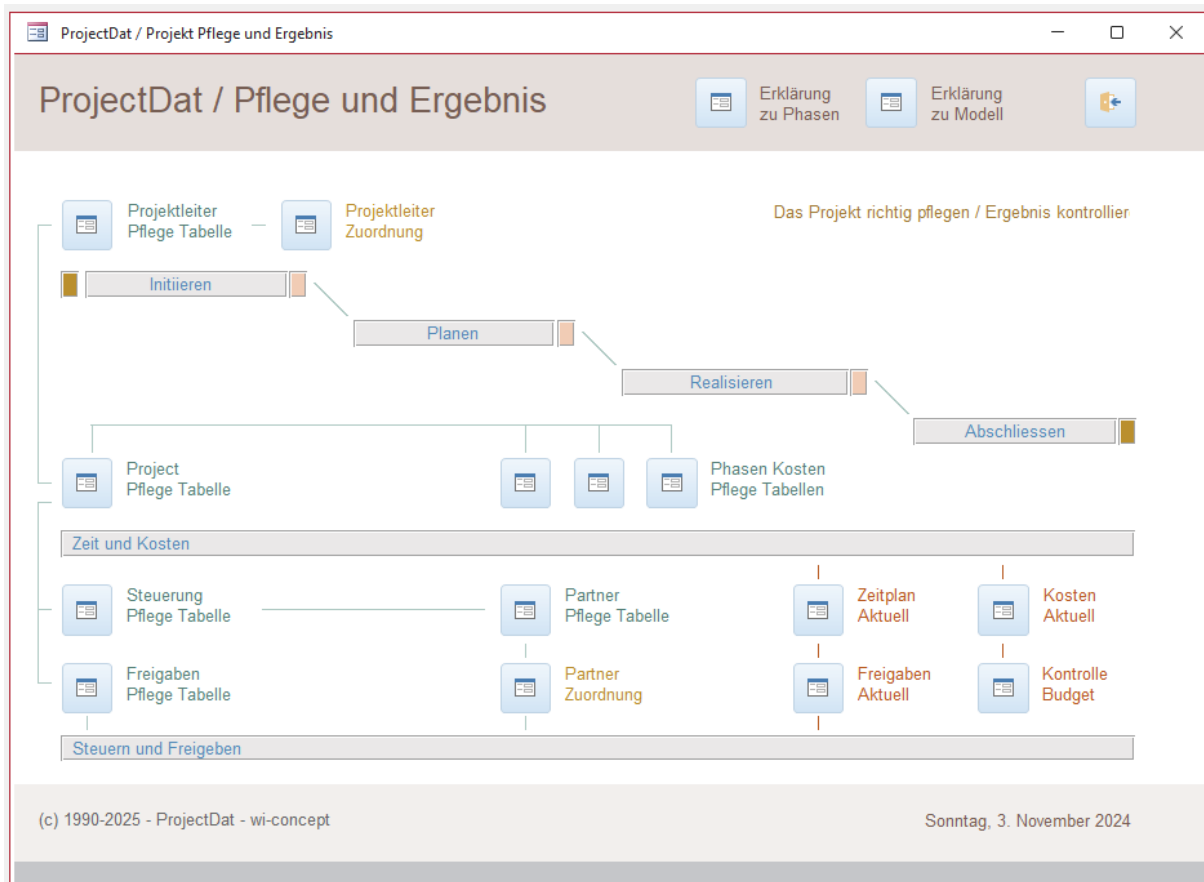 ProjectDat / Projekt Pflege und Ergebnis
ProjectDat / Pflege und Ergebnis
Erklärung
zu Phasen
Erklärung
zu Modell
Projektleiter
Pflege Tabelle
Projektleiter
Zuordnung
Das Projekt richtig pflegen / Ergebnis kontrollier
Initiieren
Planen
Realisieren
Abschliessen
Project
Pflege Tabelle
Phasen Kosten
Pflege Tabellen
Zeit und Kosten
Steuerung
Pflege Tabelle
Partner
Pflege Tabelle
Zeitplan
Aktuell
Kosten
Aktuell
Freigaben
Pflege Tabelle
Partner
Zuordnung
Freigaben
Aktuell
Kontrolle
Budget
Steuern und Freigeben
(c) 1990-2025 - ProjectDat - wi-concept
Sonntag, 3. November 2024